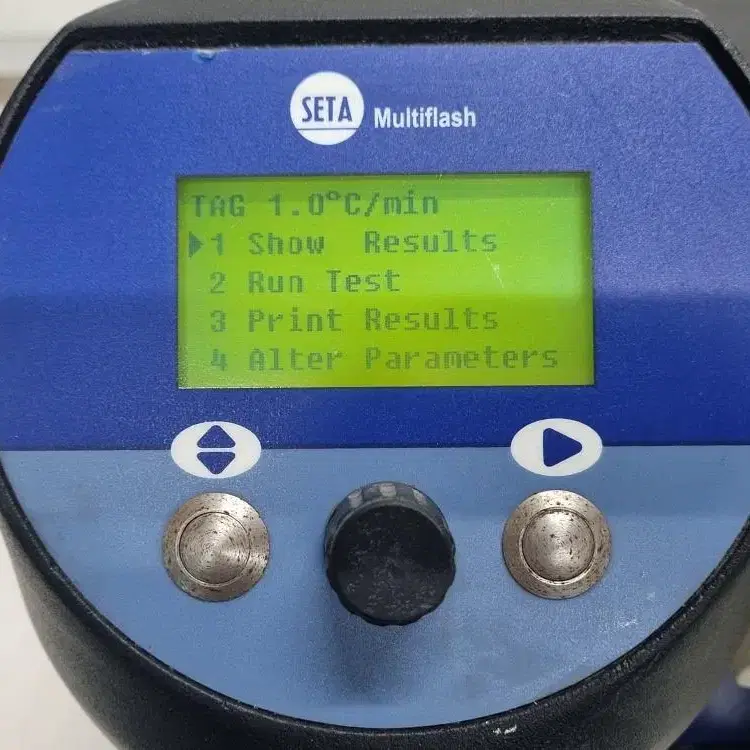 SETA Multiflash
TAG 1.0°C/min
1 Show Results
2 Run Test
3 Print Results
4 Alter Parameters